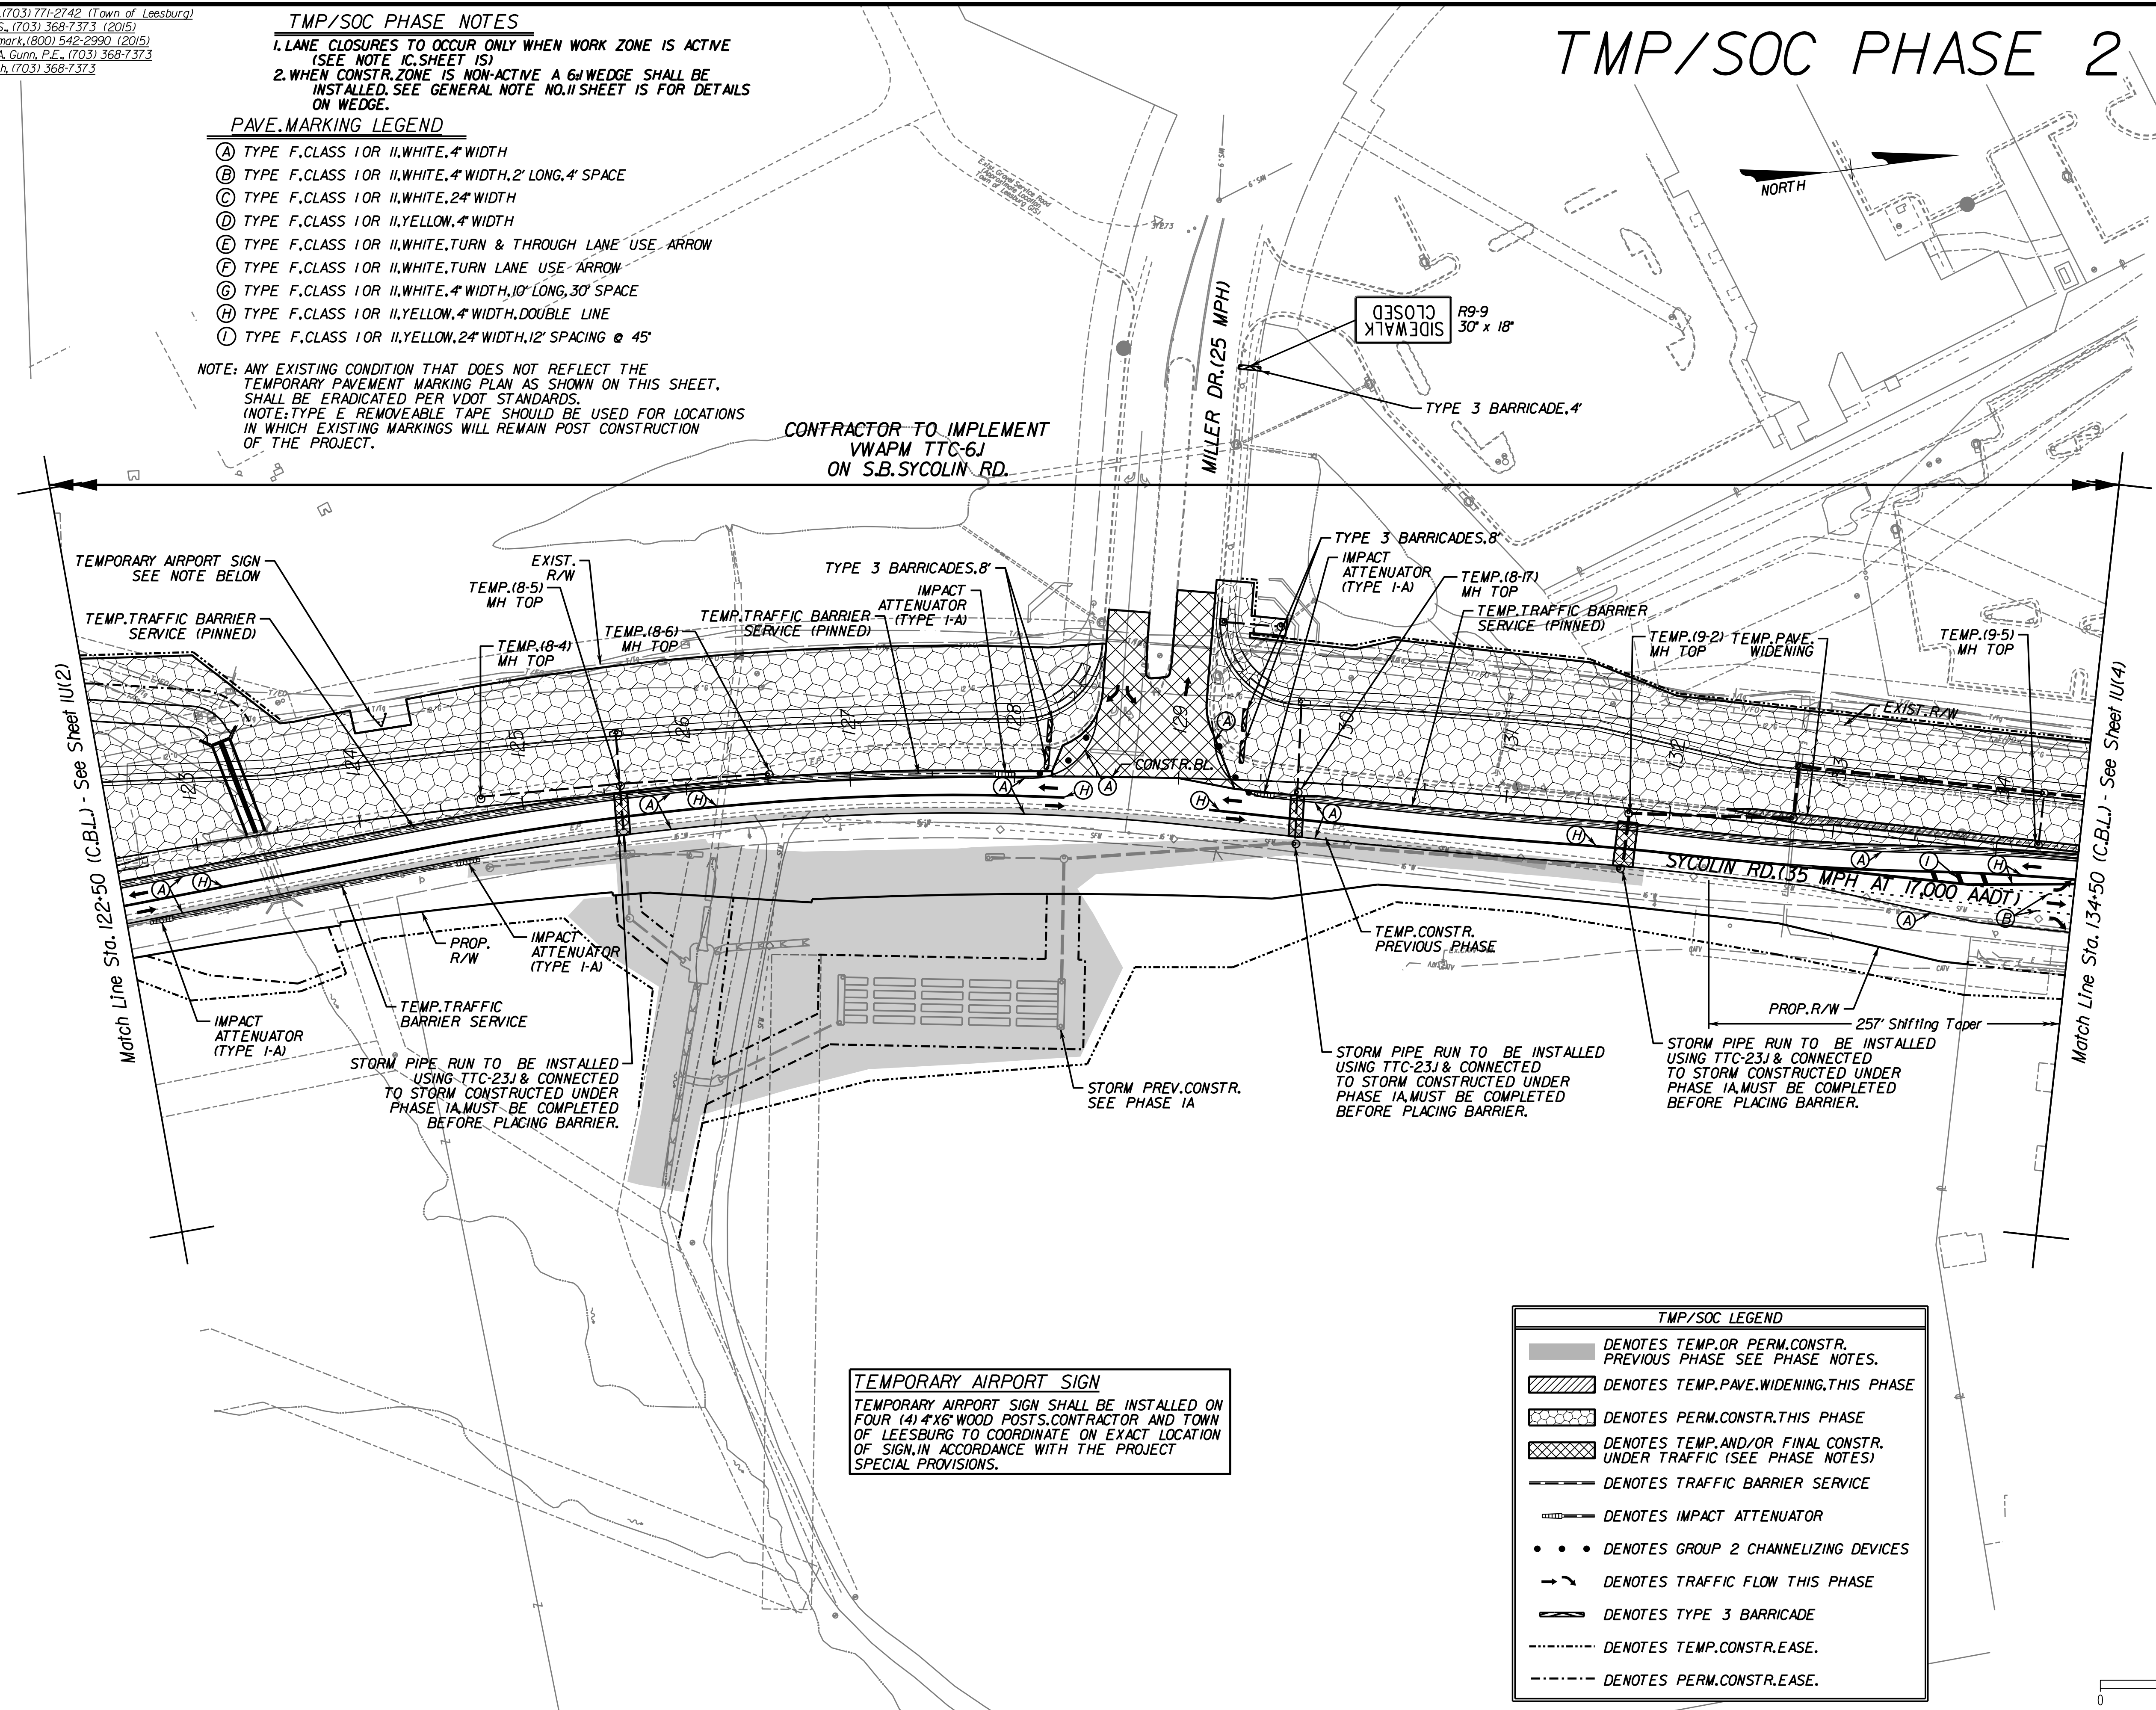 .(703) 771-2742 (Town of Leesburg)
S., (703) 368-7373 (2015)
mark,(800) 542-2990 (2015)
A. Gunn, P.E., (703) 368-7373
h, (703) 368-7373
TMP/SOC PHASE NOTES
1. LANE CLOSURES TO OCCUR ONLY WHEN WORK ZONE IS ACTIVE
(SEE NOTE 1C, SHEET 1S)
2. WHEN CONSTR. ZONE IS NON-ACTIVE A 6:1 WEDGE SHALL BE
INSTALLED. SEE GENERAL NOTE NO.11 SHEET 1S FOR DETAILS
ON WEDGE.
TMP/SOC PHASE 2
PAVE. MARKING LEGEND
A TYPE F, CLASS I OR II, WHITE, 4" WIDTH
B TYPE F, CLASS I OR II, WHITE, 4" WIDTH, 2' LONG, 4' SPACE
C TYPE F, CLASS I OR II, WHITE, 24" WIDTH
D TYPE F, CLASS I OR II, YELLOW, 4" WIDTH
E TYPE F, CLASS I OR II, WHITE, TURN & THROUGH LANE USE ARROW
F TYPE F, CLASS I OR II, WHITE, TURN LANE USE ARROW
G TYPE F, CLASS I OR II, WHITE, 4" WIDTH, 10' LONG, 30' SPACE
H TYPE F, CLASS I OR II, YELLOW, 4" WIDTH, DOUBLE LINE
I TYPE F, CLASS I OR II, YELLOW, 24" WIDTH, 12' SPACING @ 45°
NOTE: ANY EXISTING CONDITION THAT DOES NOT REFLECT THE
TEMPORARY PAVEMENT MARKING PLAN AS SHOWN ON THIS SHEET,
SHALL BE ERADICATED PER VDOT STANDARDS.
(NOTE: TYPE E REMOVEABLE TAPE SHOULD BE USED FOR LOCATIONS
IN WHICH EXISTING MARKINGS WILL REMAIN POST CONSTRUCTION
OF THE PROJECT.
Exist. Gravel Service Road
(Approximate Location
Town of Leesburg GIS)
NORTH
SIDEWALK
CLOSED
R9-9
30" x 18"
TYPE 3 BARRICADE, 4'
MILLER DR. (25 MPH)
CONTRACTOR TO IMPLEMENT
VWAPM TTC-6J
ON S.B. SYCOLIN RD.
TEMPORARY AIRPORT SIGN
SEE NOTE BELOW
TEMP. TRAFFIC BARRIER
SERVICE (PINNED)
EXIST.
R/W
TEMP. (8-5)
MH TOP
TEMP. (8-4)
MH TOP
TEMP. (8-6)
MH TOP
TYPE 3 BARRICADES, 8'
IMPACT
ATTENUATOR
(TYPE 1-A)
TEMP. TRAFFIC BARRIER
SERVICE (PINNED)
TYPE 3 BARRICADES, 8'
IMPACT
ATTENUATOR
(TYPE 1-A)
TEMP. (8-17)
MH TOP
TEMP. TRAFFIC BARRIER
SERVICE (PINNED)
TEMP. (9-2)
MH TOP
TEMP. PAVE.
WIDENING
TEMP. (9-5)
MH TOP
EXIST. R/W
123
124
125
126
127
128
129
130
131
132
133
134
CONSTR. BL.
SYCOLIN RD. (35 MPH AT 17,000 AADT)
Match Line Sta. 122+50 (C.B.L.) - See Sheet 1U(2)
Match Line Sta. 134+50 (C.B.L.) - See Sheet 1U(4)
PROP.
R/W
IMPACT
ATTENUATOR
(TYPE 1-A)
TEMP. TRAFFIC
BARRIER SERVICE
IMPACT
ATTENUATOR
(TYPE 1-A)
TEMP. CONSTR.
PREVIOUS PHASE
PROP. R/W
257' Shifting Taper
STORM PIPE RUN TO BE INSTALLED
USING TTC-23J & CONNECTED
TO STORM CONSTRUCTED UNDER
PHASE 1A, MUST BE COMPLETED
BEFORE PLACING BARRIER.
STORM PREV. CONSTR.
SEE PHASE 1A
STORM PIPE RUN TO BE INSTALLED
USING TTC-23J & CONNECTED
TO STORM CONSTRUCTED UNDER
PHASE 1A, MUST BE COMPLETED
BEFORE PLACING BARRIER.
STORM PIPE RUN TO BE INSTALLED
USING TTC-23J & CONNECTED
TO STORM CONSTRUCTED UNDER
PHASE 1A, MUST BE COMPLETED
BEFORE PLACING BARRIER.
TEMPORARY AIRPORT SIGN
TEMPORARY AIRPORT SIGN SHALL BE INSTALLED ON
FOUR (4) 4"X6" WOOD POSTS. CONTRACTOR AND TOWN
OF LEESBURG TO COORDINATE ON EXACT LOCATION
OF SIGN, IN ACCORDANCE WITH THE PROJECT
SPECIAL PROVISIONS.
TMP/SOC LEGEND
DENOTES TEMP. OR PERM. CONSTR.
PREVIOUS PHASE SEE PHASE NOTES.
DENOTES TEMP. PAVE. WIDENING, THIS PHASE
DENOTES PERM. CONSTR. THIS PHASE
DENOTES TEMP. AND/OR FINAL CONSTR.
UNDER TRAFFIC (SEE PHASE NOTES)
DENOTES TRAFFIC BARRIER SERVICE
DENOTES IMPACT ATTENUATOR
DENOTES GROUP 2 CHANNELIZING DEVICES
DENOTES TRAFFIC FLOW THIS PHASE
DENOTES TYPE 3 BARRICADE
DENOTES TEMP. CONSTR. EASE.
DENOTES PERM. CONSTR. EASE.
0